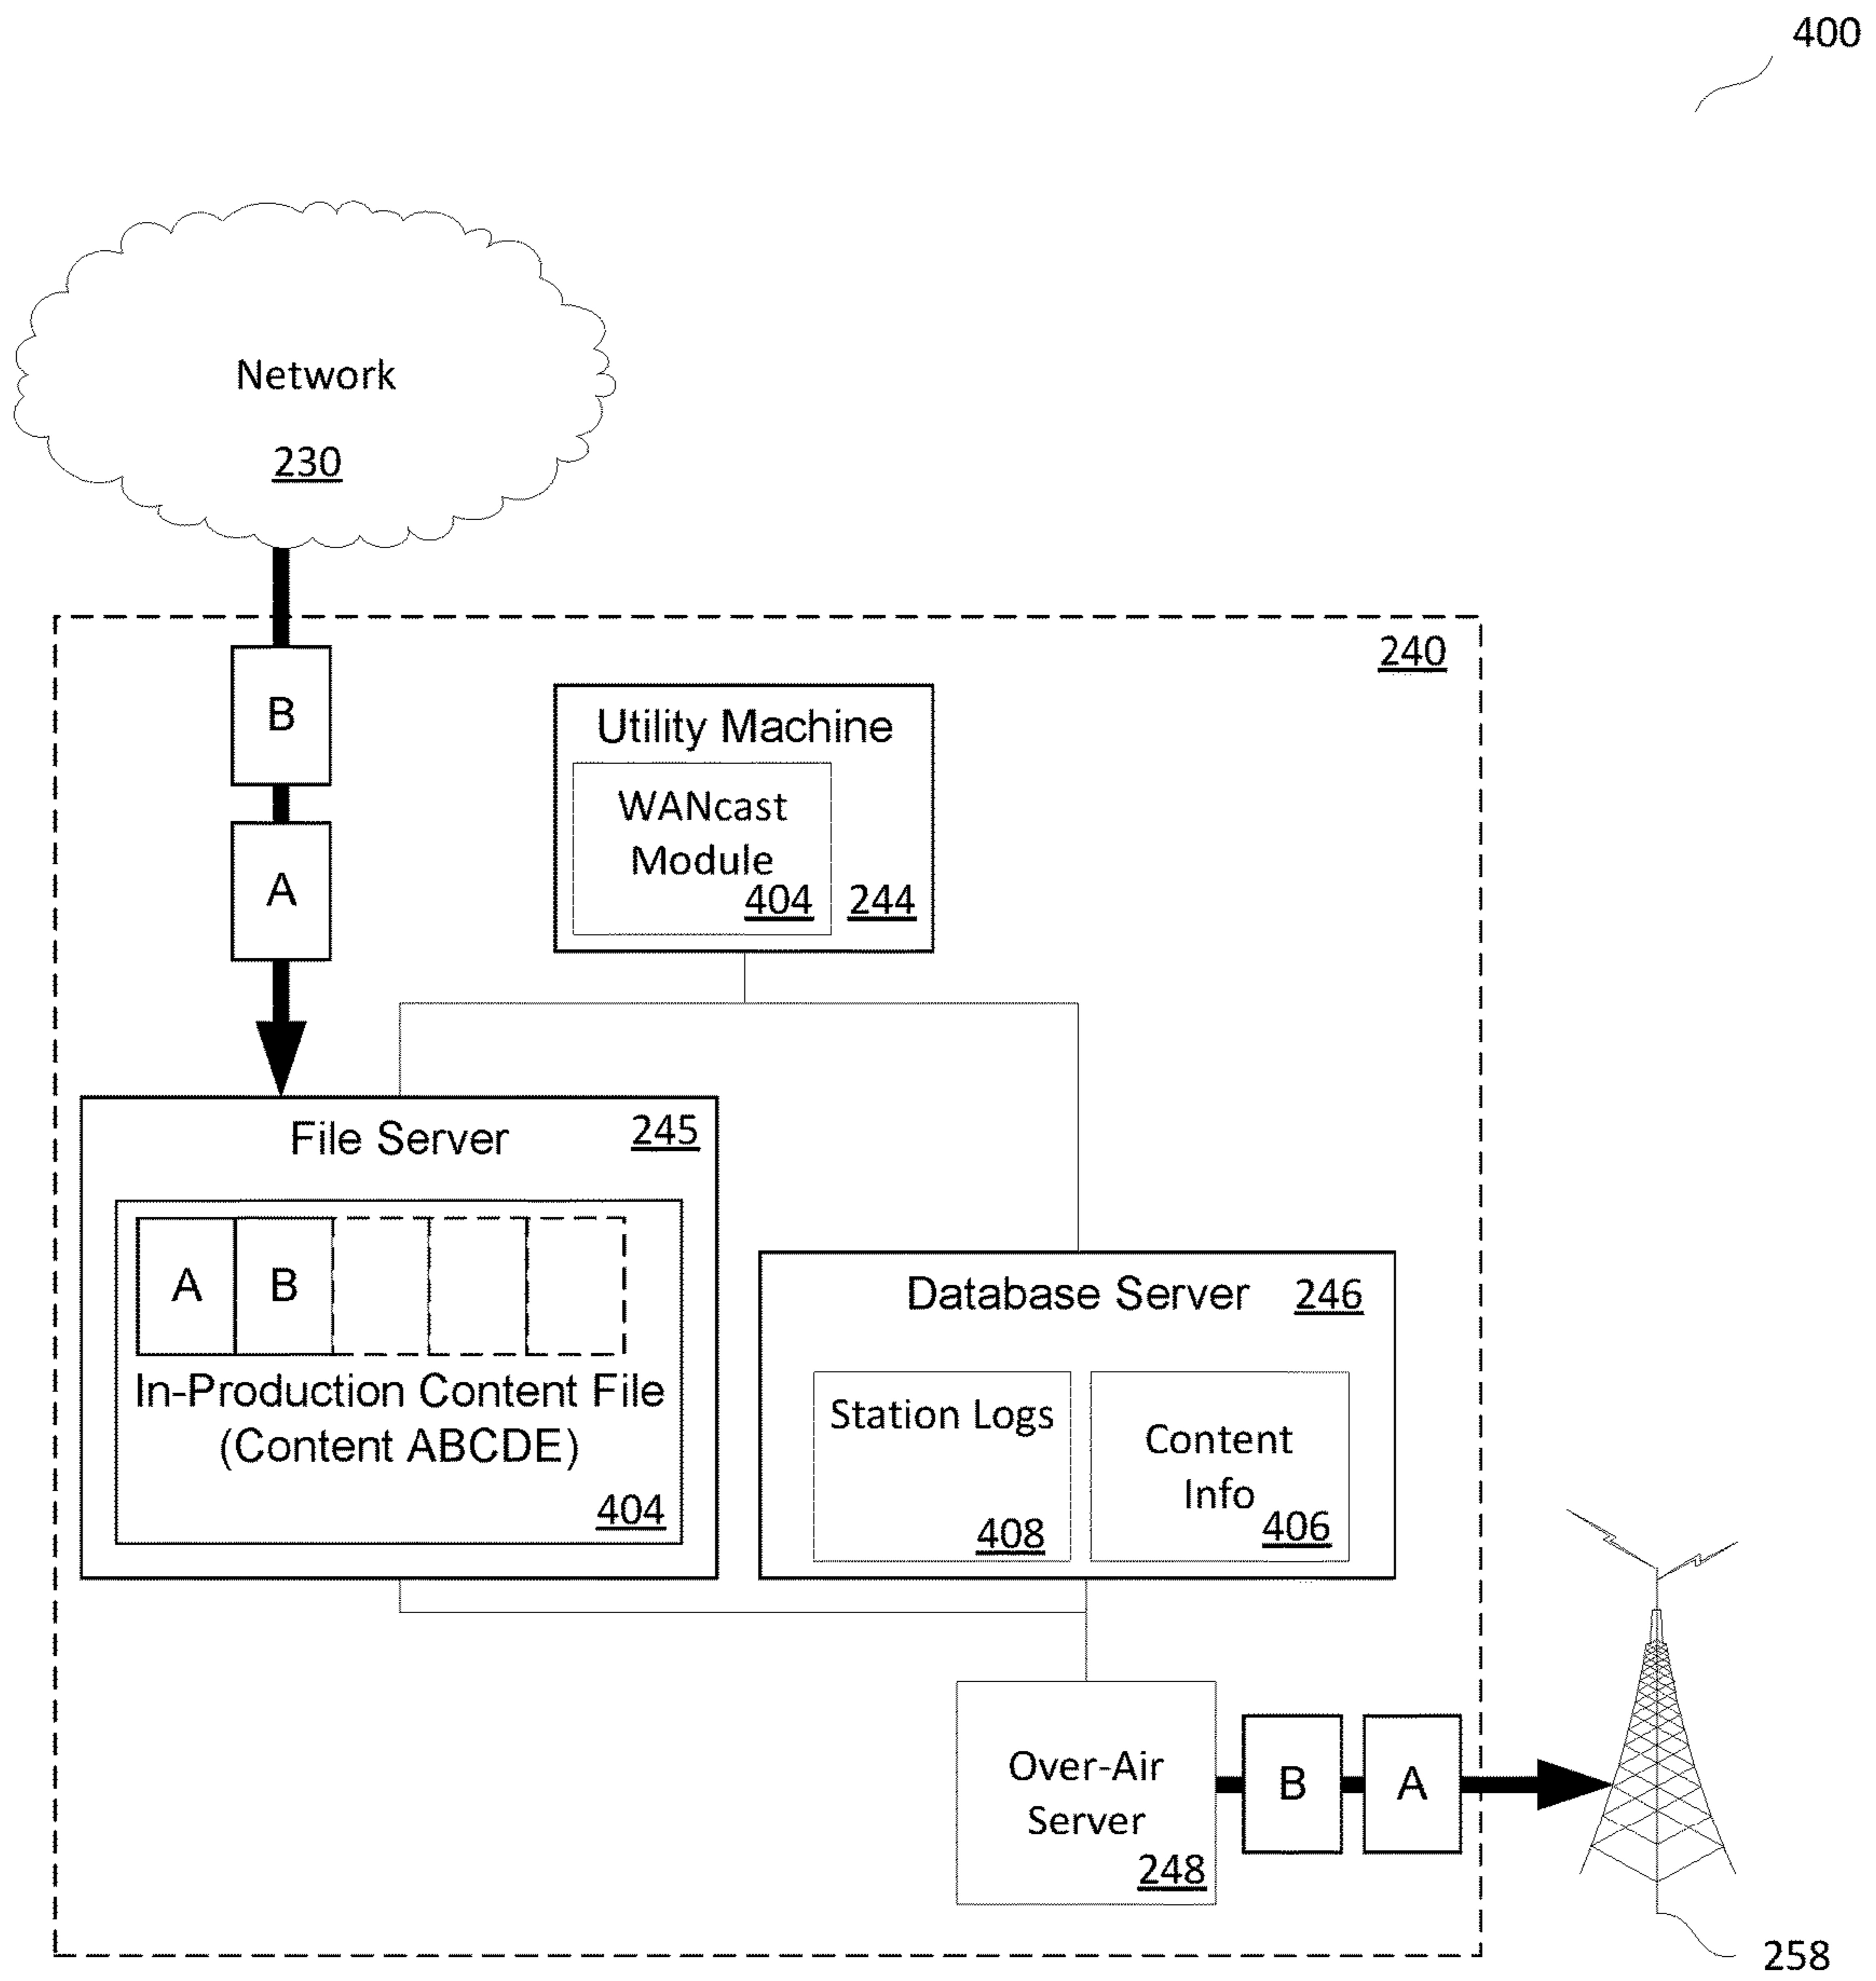 400
Network
230
240
B
A
Utility Machine
WANcast
Module
404
244
File Server
245
A B
In-Production Content File
(Content ABCDE)
404
Database Server
246
Station Logs
408
Content
Info
406
Over-Air
Server
248
B
A
258